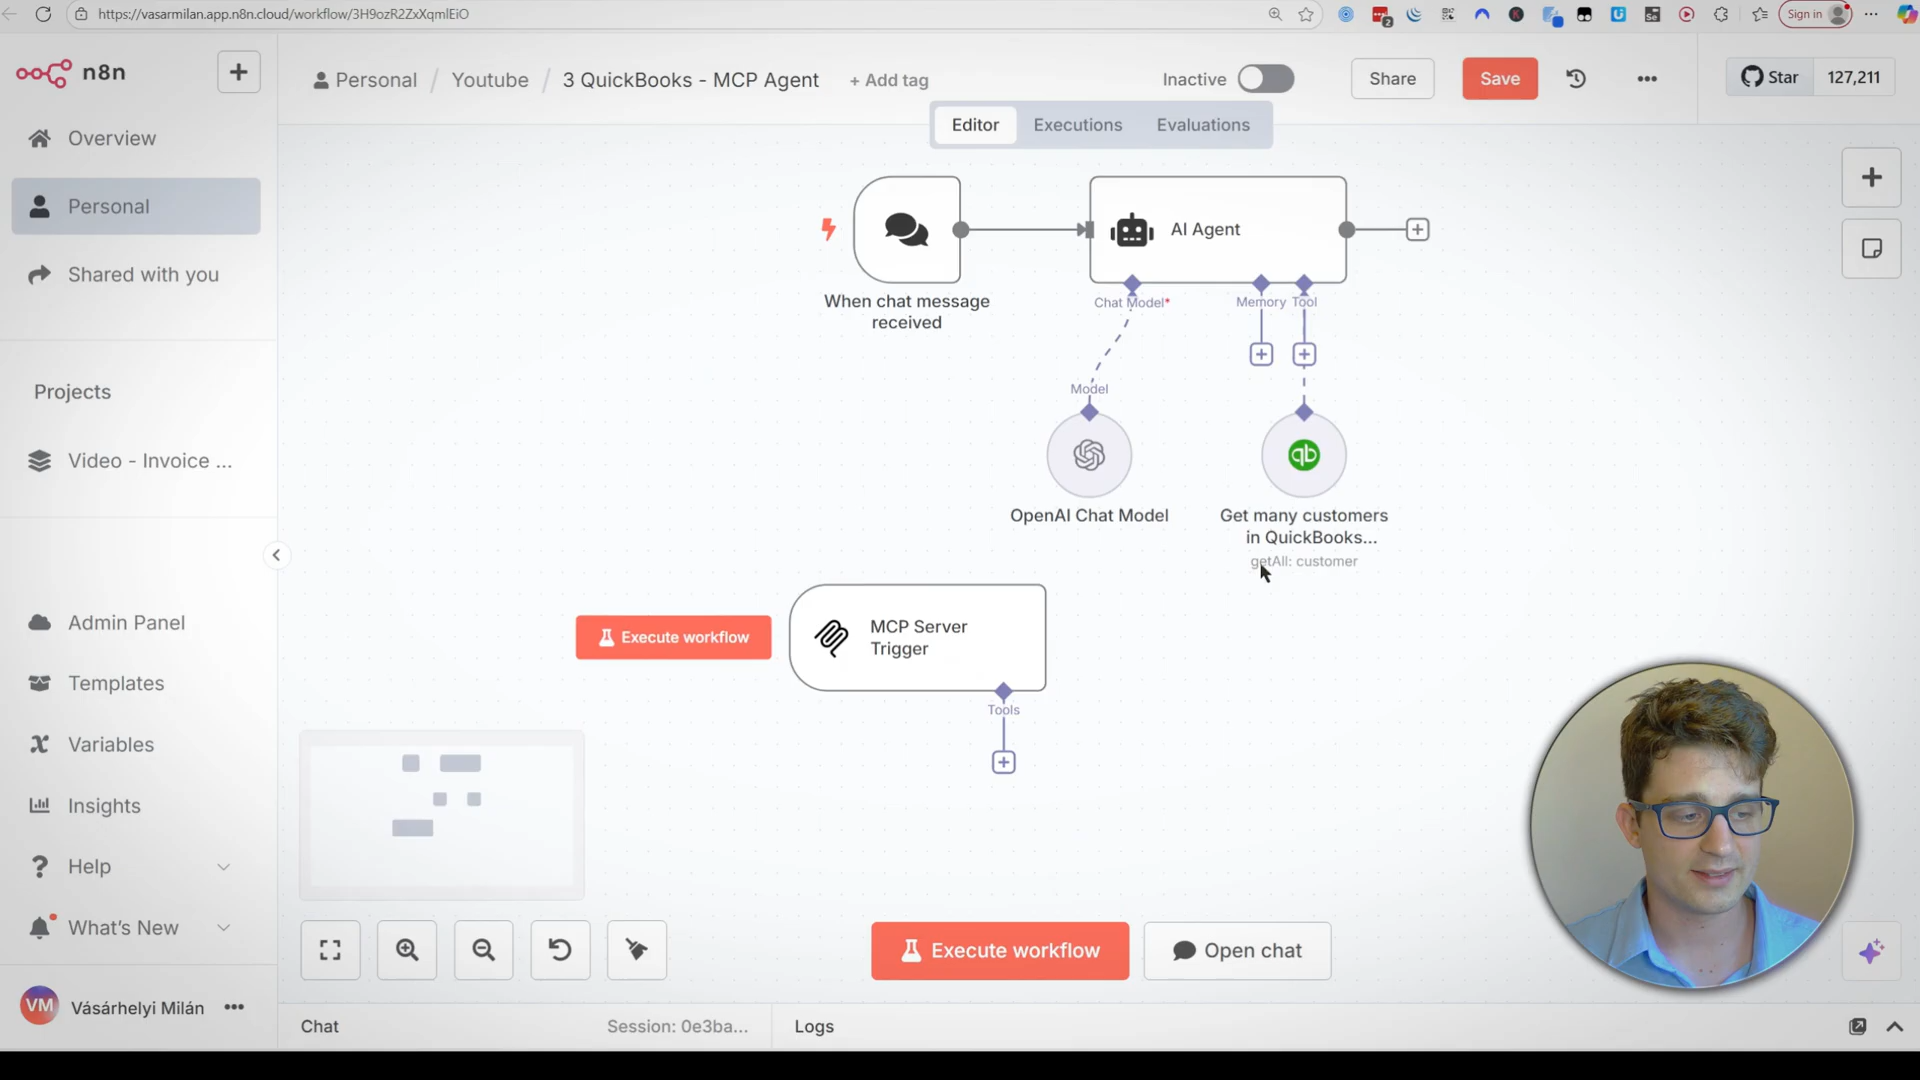 https://vasarmilan.app.n8n.cloud/workflow/3H9ozR2ZxXqmlEiO
Sign in
2
n8n
Personal / Youtube / 3 QuickBooks - MCP Agent + Add tag
Inactive
Share
Save
Star 127,211
Editor Executions Evaluations
Overview
Personal
Shared with you
Projects
Video - Invoice ...
Admin Panel
Templates
Variables
Insights
Help
What's New
VM
Vásárhelyi Milán
When chat message
received
AI Agent
Chat Model*
Memory
Tool
Model
OpenAI Chat Model
qb
Get many customers
in QuickBooks...
getAll: customer
Execute workflow
MCP Server
Trigger
Tools
Execute workflow
Open chat
Chat
Session: 0e3ba...
Logs